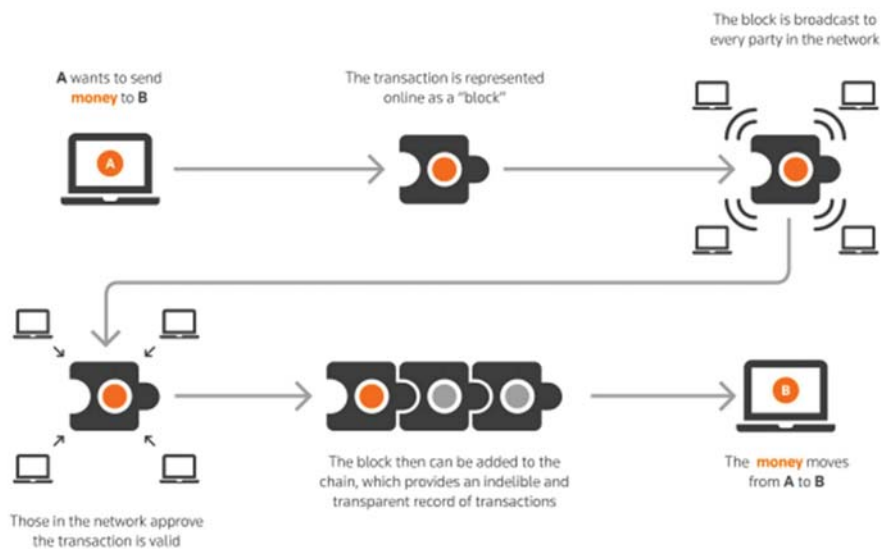 A wants to send
money to B
The transaction is represented
online as a "block"
The block is broadcast to
every party in the network
A
Those in the network approve
the transaction is valid
The block then can be added to the
chain, which provides an indelible and
transparent record of transactions
B
The money moves
from A to B